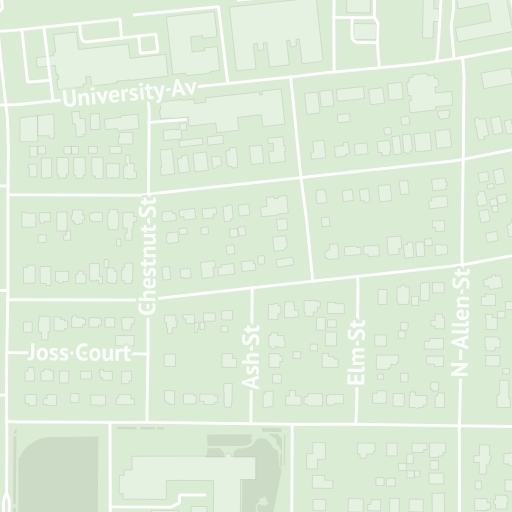 University Av
Chestnut St
N Allen St
Ash St
Elm St
Joss Court